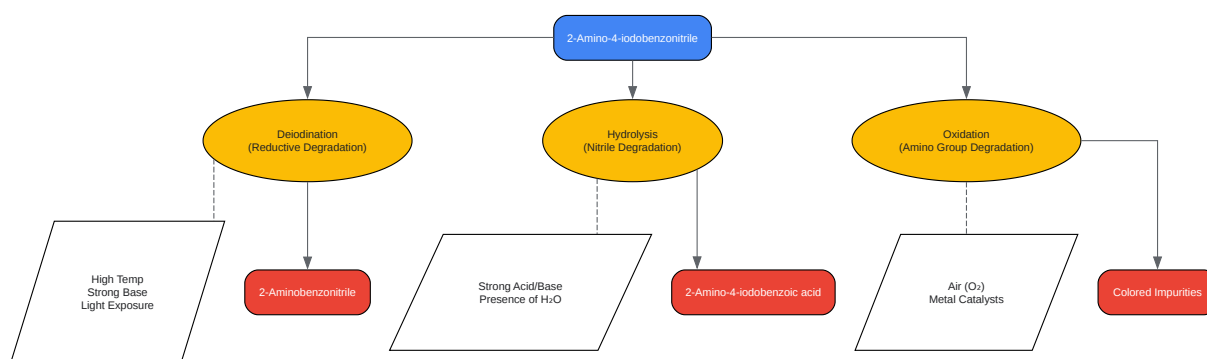 2-Amino-4-iodobenzonitrile
Deiodination
(Reductive Degradation)
Hydrolysis
(Nitrile Degradation)
Oxidation
(Amino Group Degradation)
High Temp
Strong Base
Light Exposure
2-Aminobenzonitrile
Strong Acid/Base
Presence of H₂O
2-Amino-4-iodobenzoic acid
Air (O₂)
Metal Catalysts
Colored Impurities